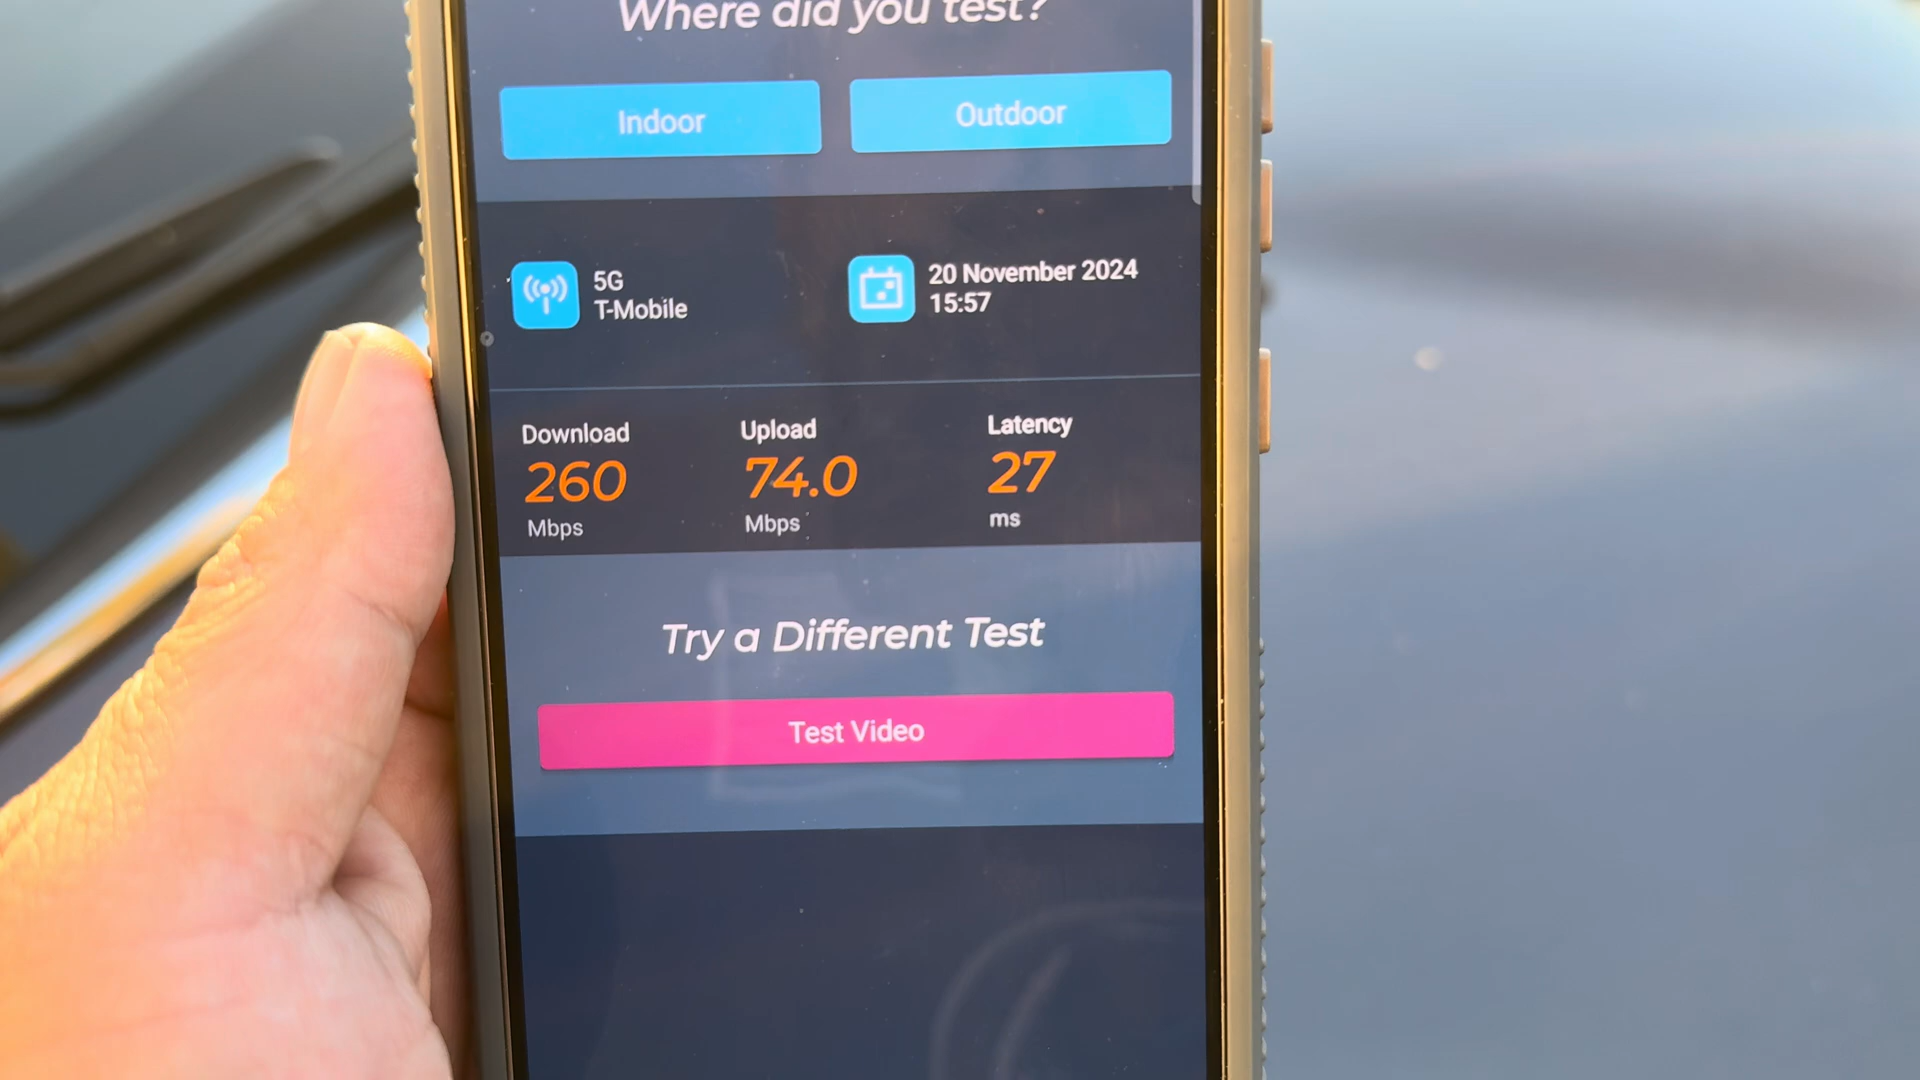 Where did you test?
Indoor
Outdoor
5G
T-Mobile
20 November 2024
15:57
Download
260
Mbps
Upload
74.0
Mbps
Latency
27
ms
Try a Different Test
Test Video